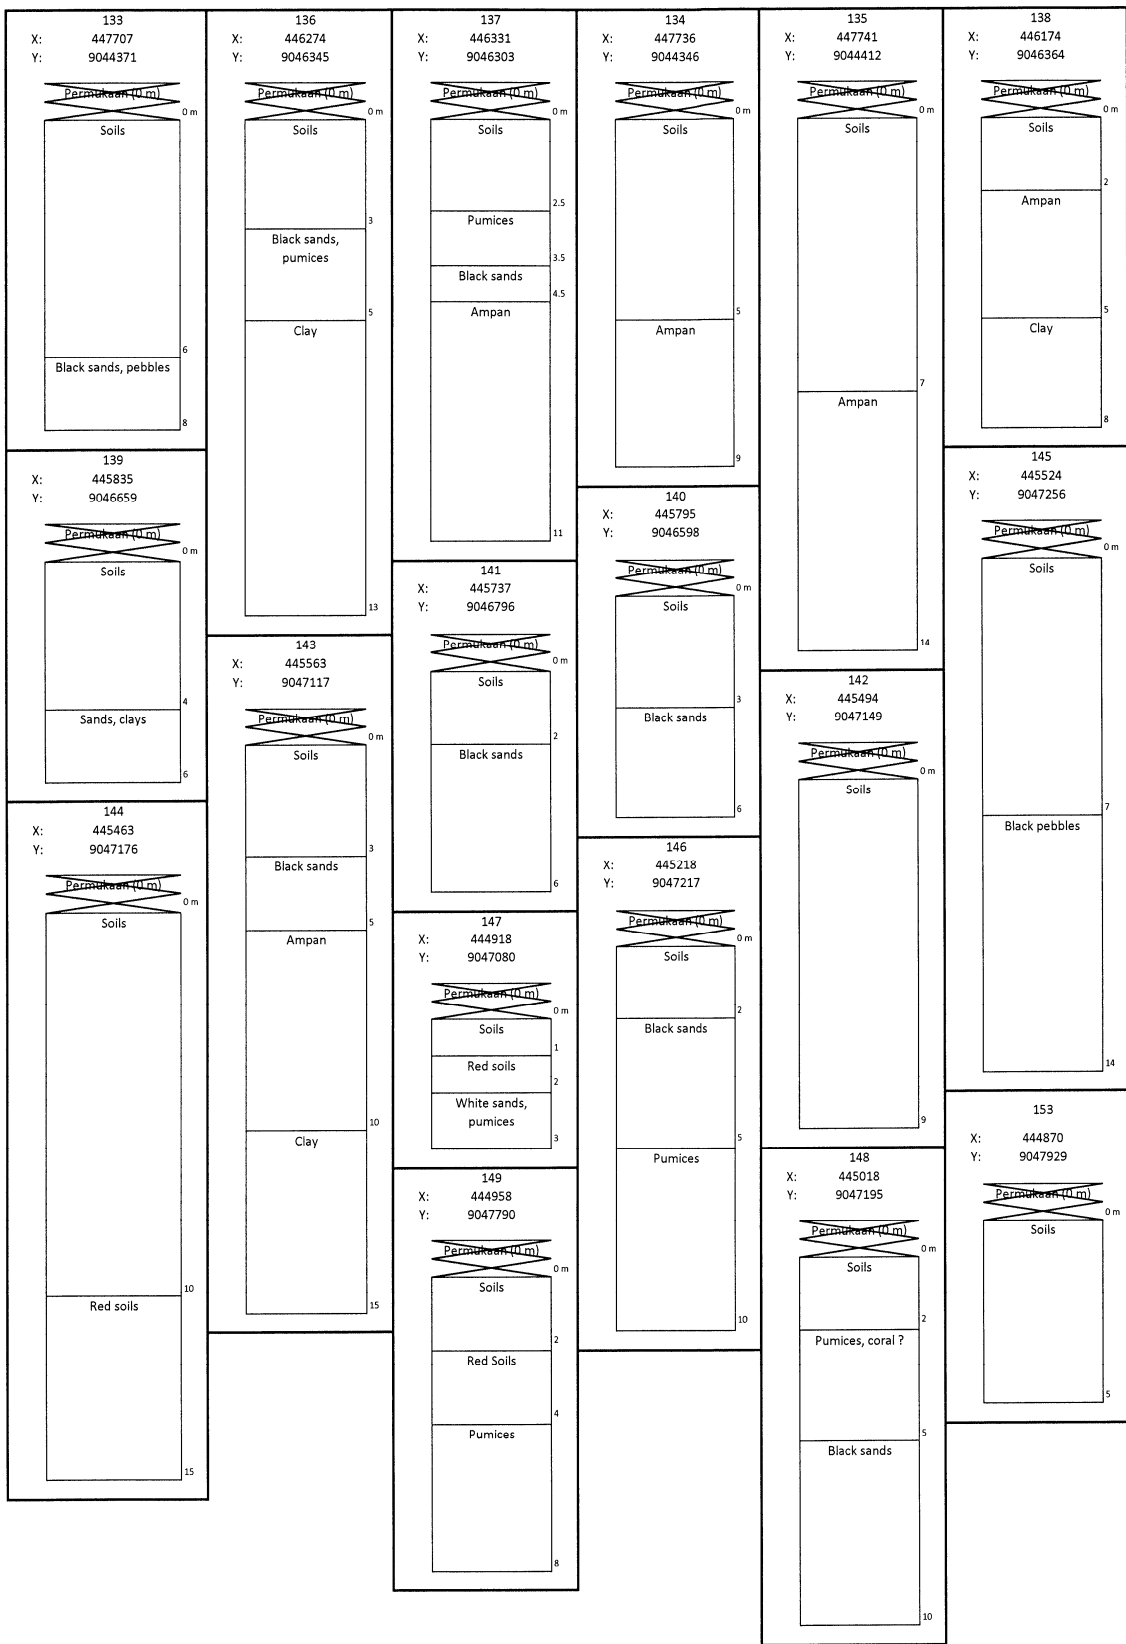 133
X: 447707
Y: 9044371
Permukaan (0 m)
0 m
Soils
6
Black sands, pebbles
8
139
X: 445835
Y: 9046659
Permukaan (0 m)
0 m
Soils
4
Sands, clays
6
144
X: 445463
Y: 9047176
Permukaan (0 m)
0 m
Soils
10
Red soils
15
136
X: 446274
Y: 9046345
Permukaan (0 m)
0 m
Soils
3
Black sands,
pumices
5
Clay
13
143
X: 445563
Y: 9047117
Permukaan (0 m)
0 m
Soils
3
Black sands
5
Ampan
10
Clay
15
137
X: 446331
Y: 9046303
Permukaan (0 m)
0 m
Soils
2.5
Pumices
3.5
Black sands
4.5
Ampan
11
141
X: 445737
Y: 9046796
Permukaan (0 m)
0 m
Soils
2
Black sands
6
147
X: 444918
Y: 9047080
Permukaan (0 m)
0 m
Soils
1
Red soils
2
White sands,
pumices
3
149
X: 444958
Y: 9047790
Permukaan (0 m)
0 m
Soils
2
Red Soils
4
Pumices
8
134
X: 447736
Y: 9044346
Permukaan (0 m)
0 m
Soils
5
Ampan
9
140
X: 445795
Y: 9046598
Permukaan (0 m)
0 m
Soils
3
Black sands
6
146
X: 445218
Y: 9047217
Permukaan (0 m)
0 m
Soils
2
Black sands
5
Pumices
10
135
X: 447741
Y: 9044412
Permukaan (0 m)
0 m
Soils
7
Ampan
14
142
X: 445494
Y: 9047149
Permukaan (0 m)
0 m
Soils
9
148
X: 445018
Y: 9047195
Permukaan (0 m)
0 m
Soils
2
Pumices, coral ?
5
Black sands
10
138
X: 446174
Y: 9046364
Permukaan (0 m)
0 m
Soils
2
Ampan
5
Clay
8
145
X: 445524
Y: 9047256
Permukaan (0 m)
0 m
Soils
7
Black pebbles
14
153
X: 444870
Y: 9047929
Permukaan (0 m)
0 m
Soils
5